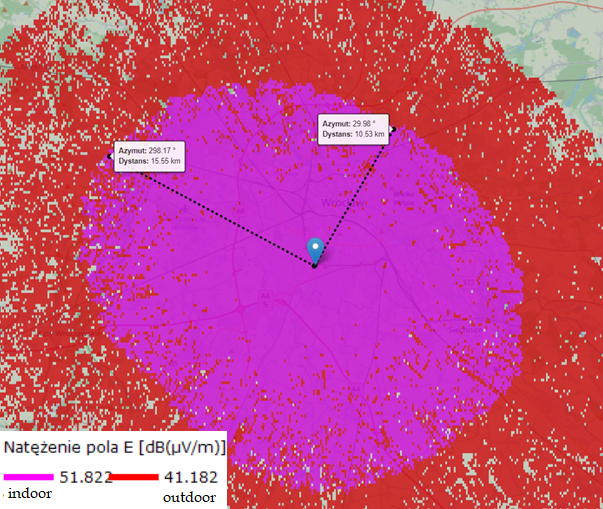 Azymut: 29.98 °
Dystans: 10.53 km
Azymut: 298.17 °
Dystans: 15.55 km
Natężenie pola E [dB(µV/m)]
51.822 41.182
indoor outdoor